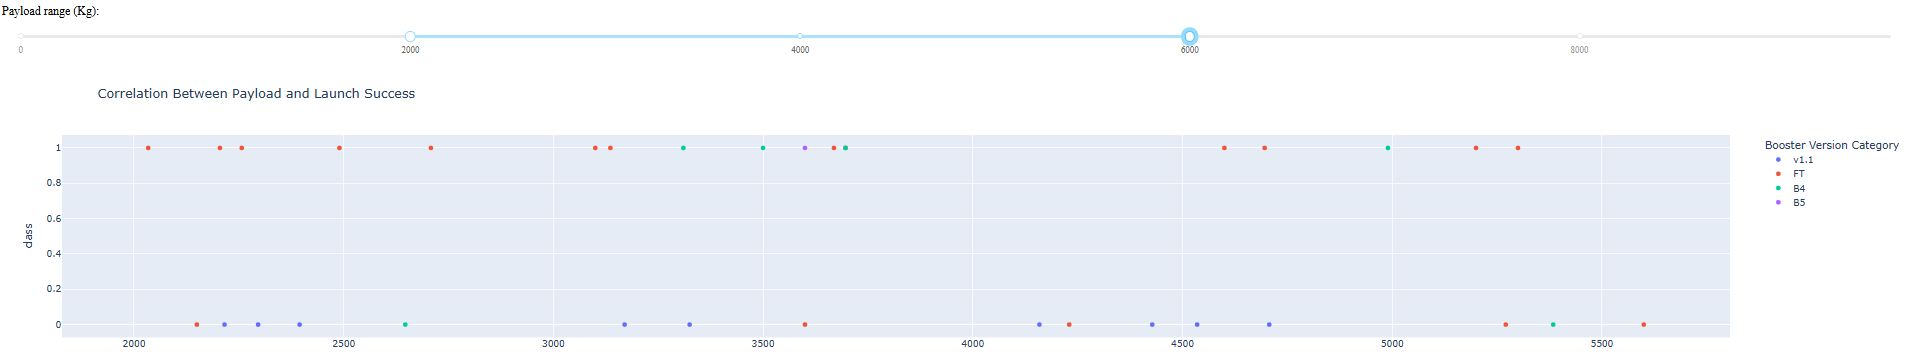 Payload range (Kg):
0 2000 4000 6000 8000
Correlation Between Payload and Launch Success
Booster Version Category
v1.1
FT
B4
B5
1
0.8
0.6
0.4
0.2
0
class
2000 2500 3000 3500 4000 4500 5000 5500